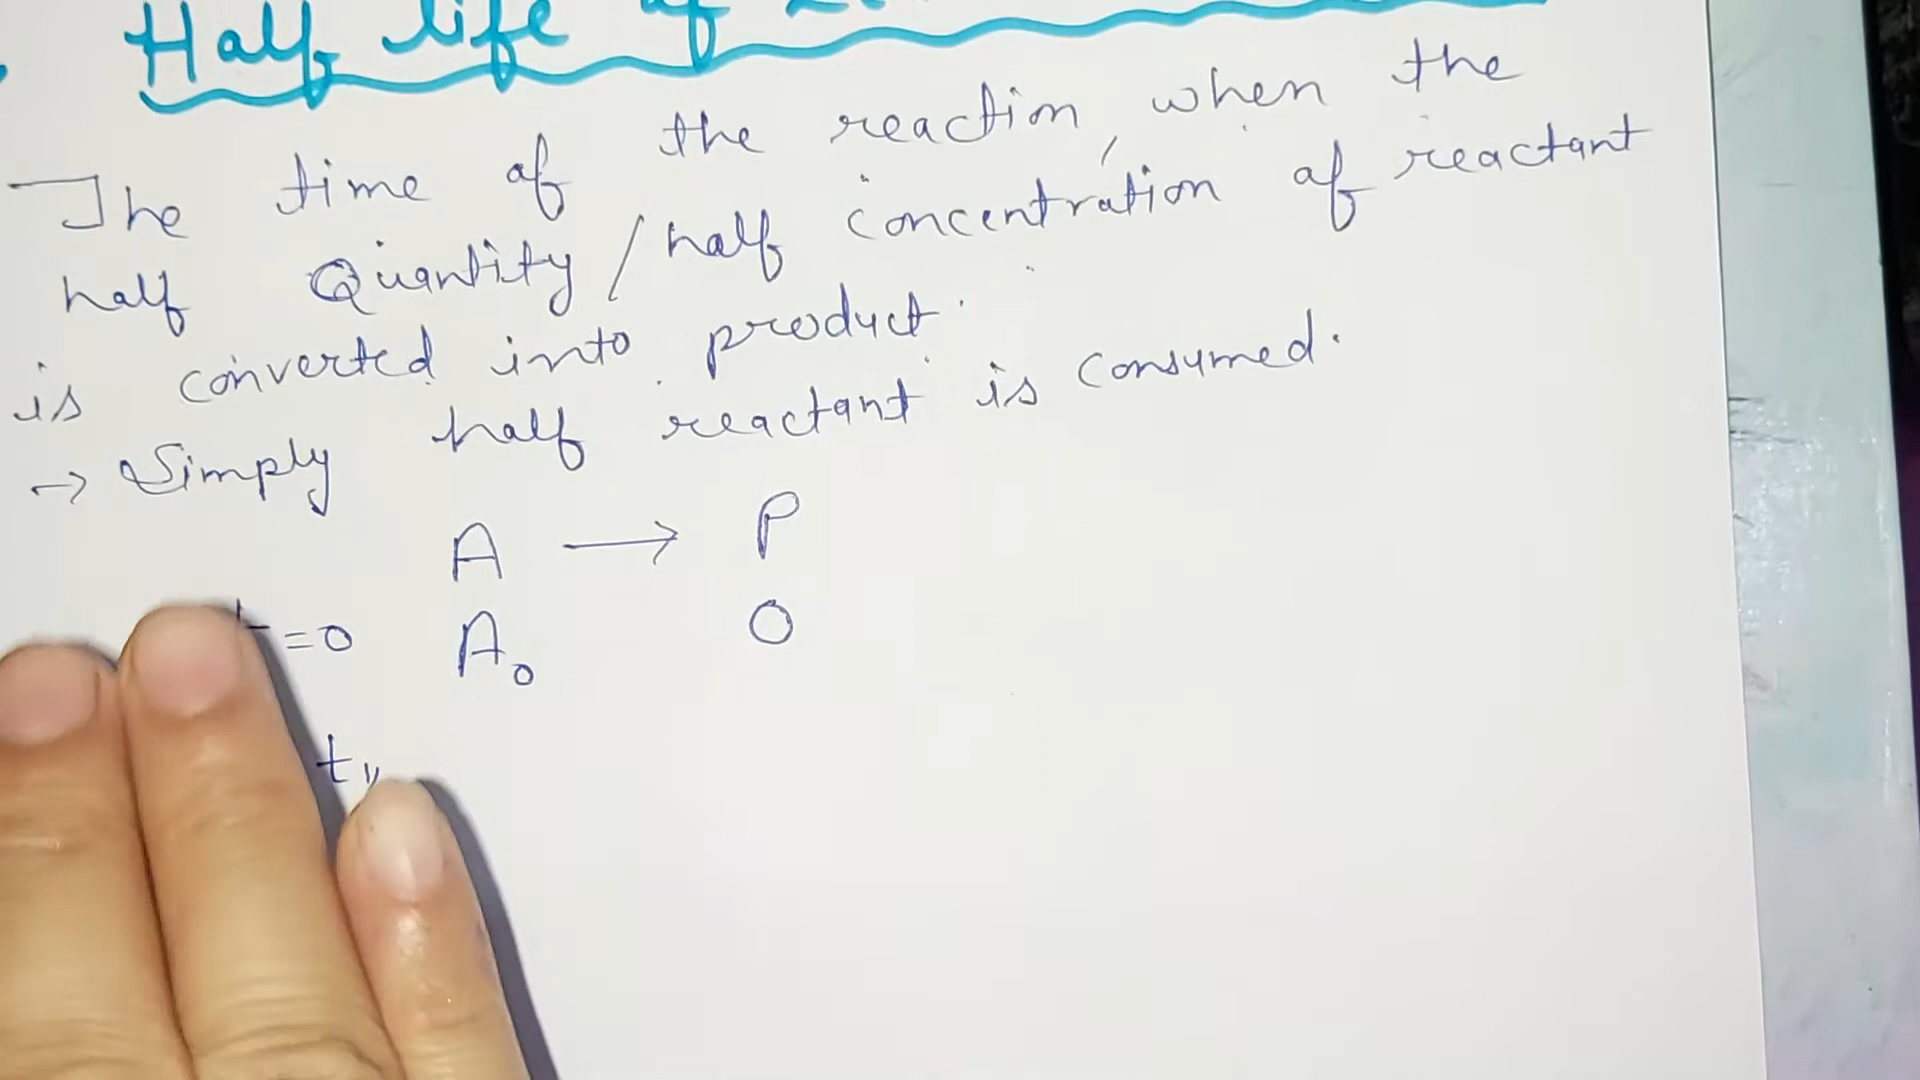 Half life of
The time of the reaction, when the
half Quantity / half concentration of reactant
is converted into product.
→ Simply half reactant is consumed.
A → P
t=0 A₀ 0
t